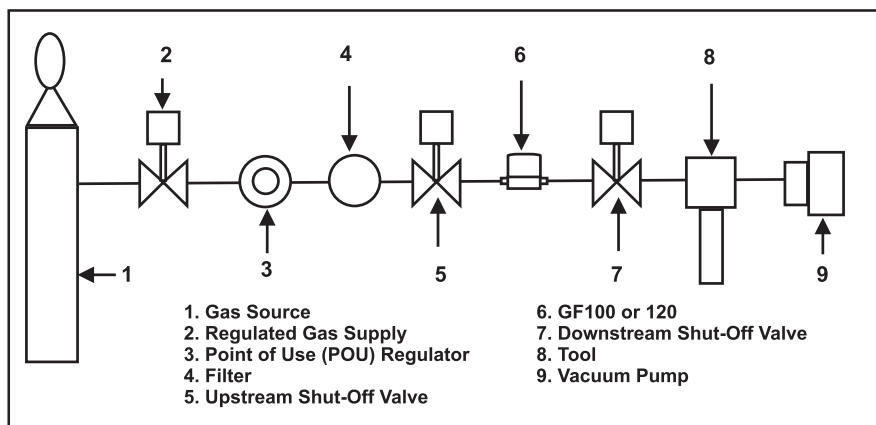 2
4
6
8
1
3
5
7
9
1. Gas Source
2. Regulated Gas Supply
3. Point of Use (POU) Regulator
4. Filter
5. Upstream Shut-Off Valve
6. GF100 or 120
7. Downstream Shut-Off Valve
8. Tool
9. Vacuum Pump